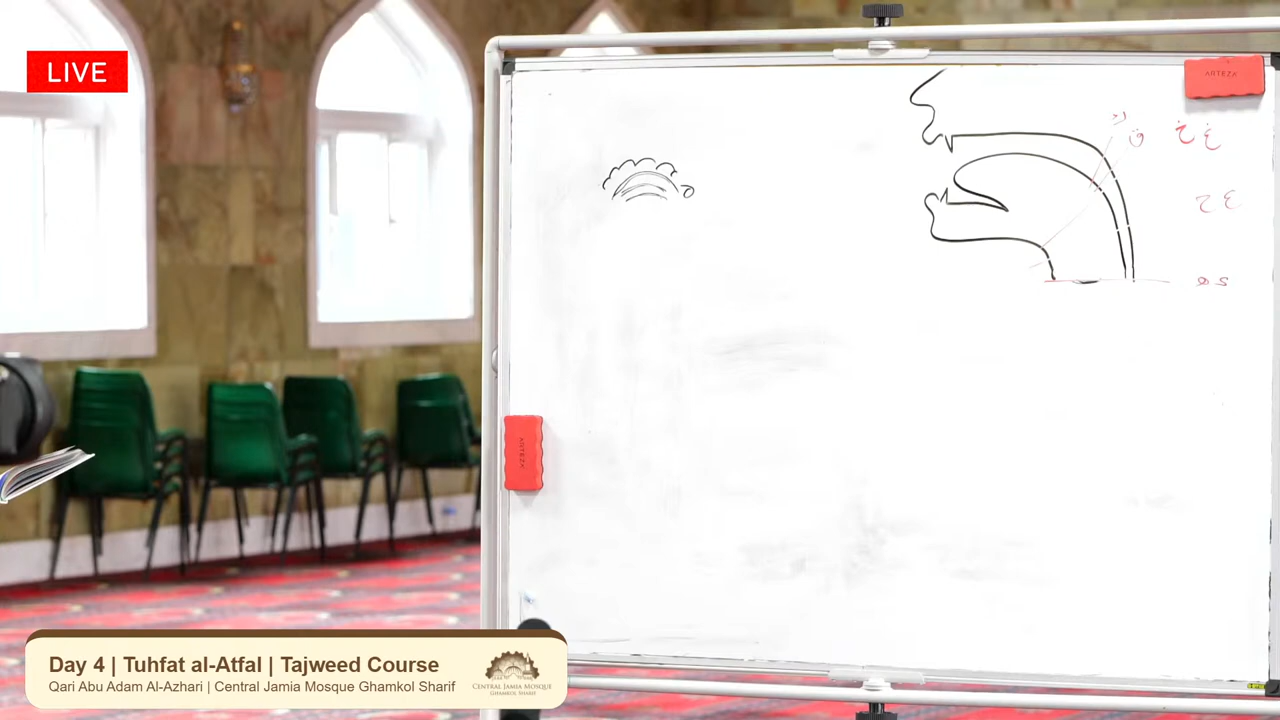 LIVE
ARTEZA
ك
ق
غ خ
ع ح
ء ه
ARTEZA
Day 4 | Tuhfat al-Atfal | Tajweed Course
Qari Abu Adam Al-Azhari | Central Jamia Mosque Ghamkol Sharif
CENTRAL JAMIA MOSQUE
GHAMKOL SHARIF